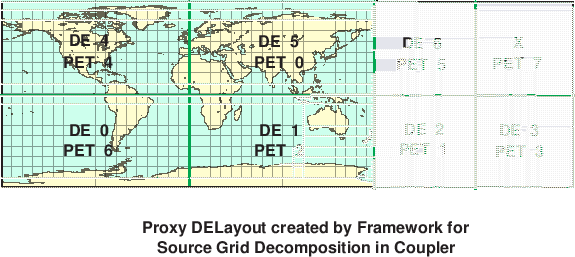 DE 4
DE 5
DE 6
X
PET 4
PET 0
PET 5
PET 7
DE 0
DE 1
DE 2
DE-3
PET 6
PET 2
PET 1
PET-3
Proxy DELayout created by Framework for
Source Grid Decomposition in Coupler